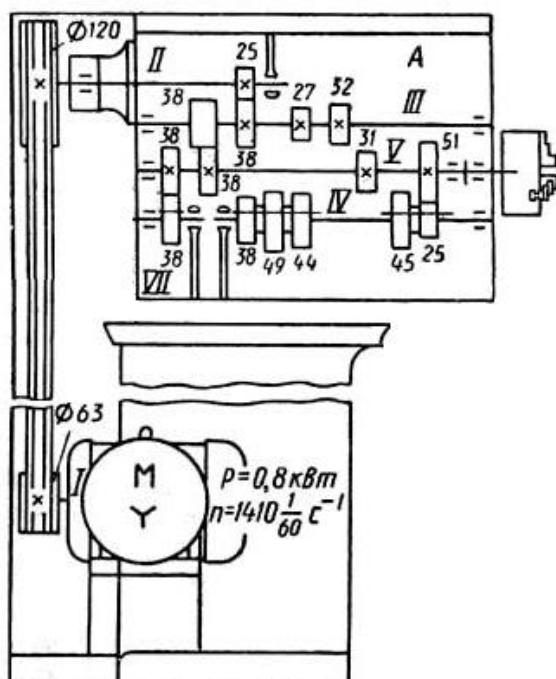 Ø120
II
25
A
38
27
32
III
38
38
31
V
51
38
IV
38
38
49
44
45
25
VII
Ø63
I
M
Y
P=0,8 кВт
n=1410 1/60 с⁻¹